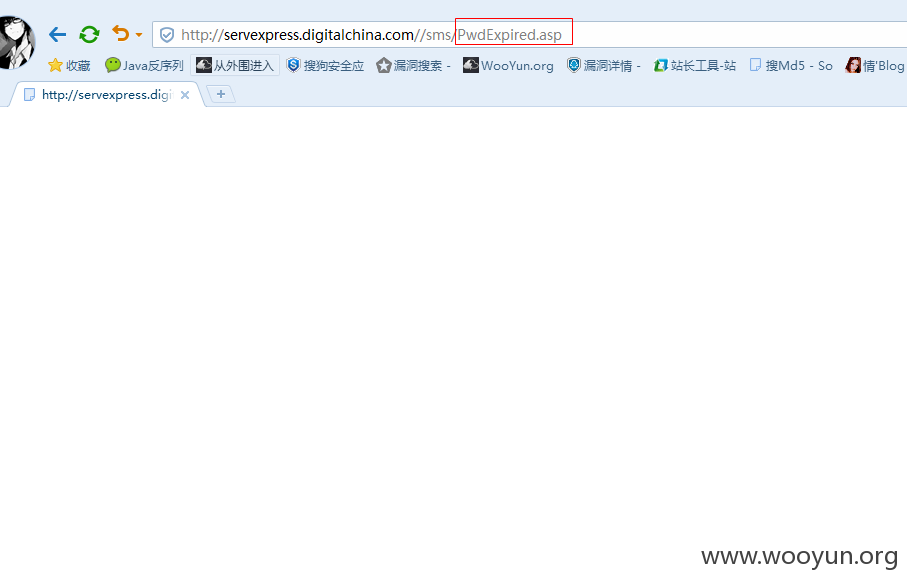 http://servexpress.digitalchina.com//sms/PwdExpired.asp
收藏 Java反序列 从外围进入 搜狗安全应 漏洞搜索 - WooYun.org 漏洞详情 - 站长工具-站 搜Md5 - So 情'Blog
http://servexpress.digi
www.wooyun.org